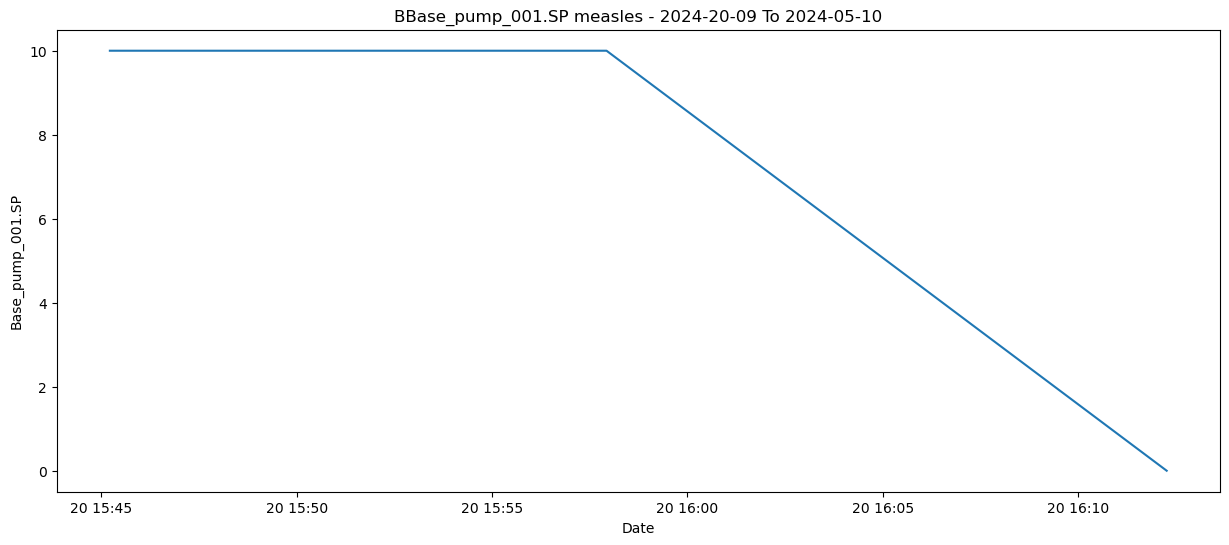 BBase_pump_001.SP measles - 2024-20-09 To 2024-05-10
Base_pump_001.SP
10
8
6
4
2
0
20 15:45 20 15:50 20 15:55 20 16:00 20 16:05 20 16:10
Date